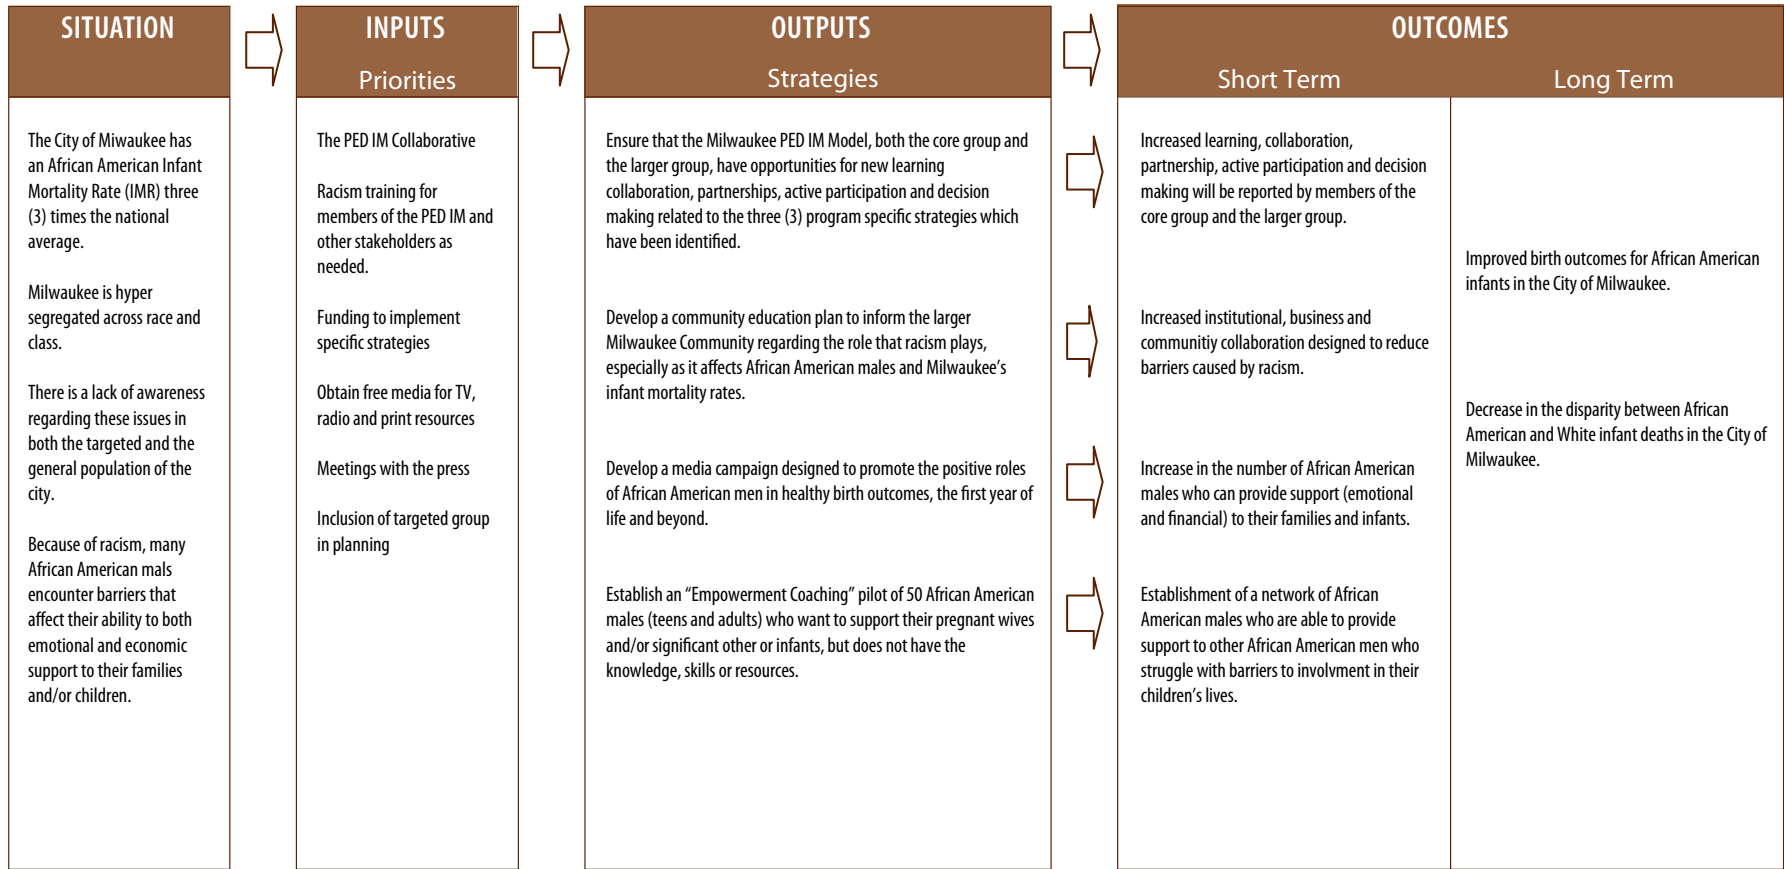 SITUATION
The City of Miwaukee has
an African American Infant
Mortality Rate (IMR) three
(3) times the national
average.
Milwaukee is hyper
segregated across race and
class.
There is a lack of awareness
regarding these issues in
both the targeted and the
general population of the
city.
Because of racism, many
African American mals
encounter barriers that
affect their ability to both
emotional and economic
support to their families
and/or children.
INPUTS
Priorities
The PED IM Collaborative
Racism training for
members of the PED IM and
other stakeholders as
needed.
Funding to implement
specific strategies
Obtain free media for TV,
radio and print resources
Meetings with the press
Inclusion of targeted group
in planning
OUTPUTS
Strategies
Ensure that the Milwaukee PED IM Model, both the core group and
the larger group, have opportunities for new learning
collaboration, partnerships, active participation and decision
making related to the three (3) program specific strategies which
have been identified.
Develop a community education plan to inform the larger
Milwaukee Community regarding the role that racism plays,
especially as it affects African American males and Milwaukee's
infant mortality rates.
Develop a media campaign designed to promote the positive roles
of African American men in healthy birth outcomes, the first year of
life and beyond.
Establish an “Empowerment Coaching” pilot of 50 African American
males (teens and adults) who want to support their pregnant wives
and/or significant other or infants, but does not have the
knowledge, skills or resources.
OUTCOMES
Short Term
Increased learning, collaboration,
partnership, active participation and decision
making will be reported by members of the
core group and the larger group.
Increased institutional, business and
communitiy collaboration designed to reduce
barriers caused by racism.
Increase in the number of African American
males who can provide support (emotional
and financial) to their families and infants.
Establishment of a network of African
American males who are able to provide
support to other African American men who
struggle with barriers to involvment in their
children's lives.
Long Term
Improved birth outcomes for African American
infants in the City of Milwaukee.
Decrease in the disparity between African
American and White infant deaths in the City of
Milwaukee.